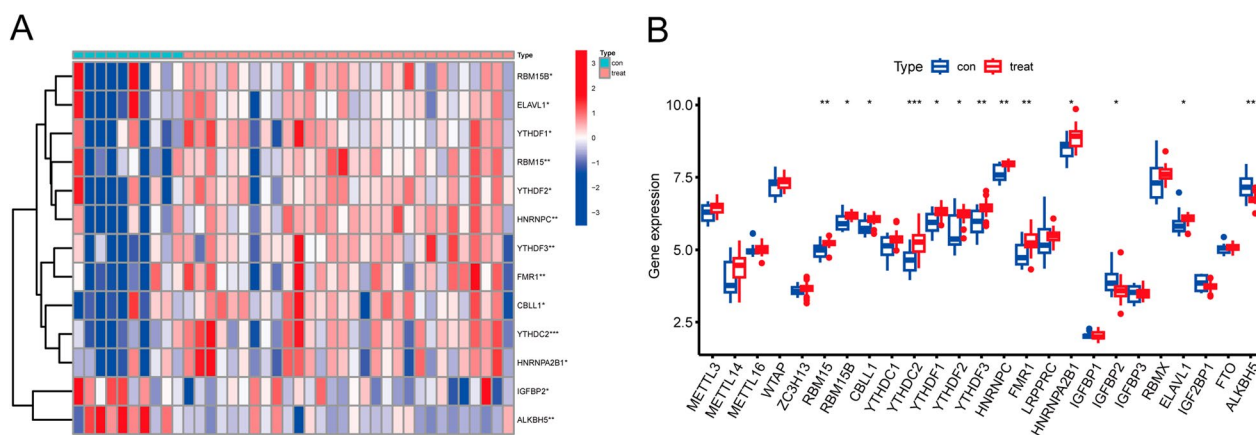 A
Type
RBM15B*
ELAVL1*
YTHDF1*
RBM15**
YTHDF2*
HNRNPC**
YTHDF3**
FMR1**
CBLL1*
YTHDC2***
HNRNPA2B1*
IGFBP2*
ALKBH5**
3
2
1
0
−1
−2
−3
Type
con
treat
B
Type con treat
Gene expression
10.0
7.5
5.0
2.5
** * * *** * * ** ** ** * * * **
METTL3
METTL14
METTL16
WTAP
ZC3H13
RBM15
RBM15B
CBLL1
YTHDC1
YTHDC2
YTHDF1
YTHDF2
YTHDF3
HNRNPC
FMR1
LRPPRC
HNRNPA2B1
IGFBP1
IGFBP2
IGFBP3
RBMX
ELAVL1
IGF2BP1
FTO
ALKBH5